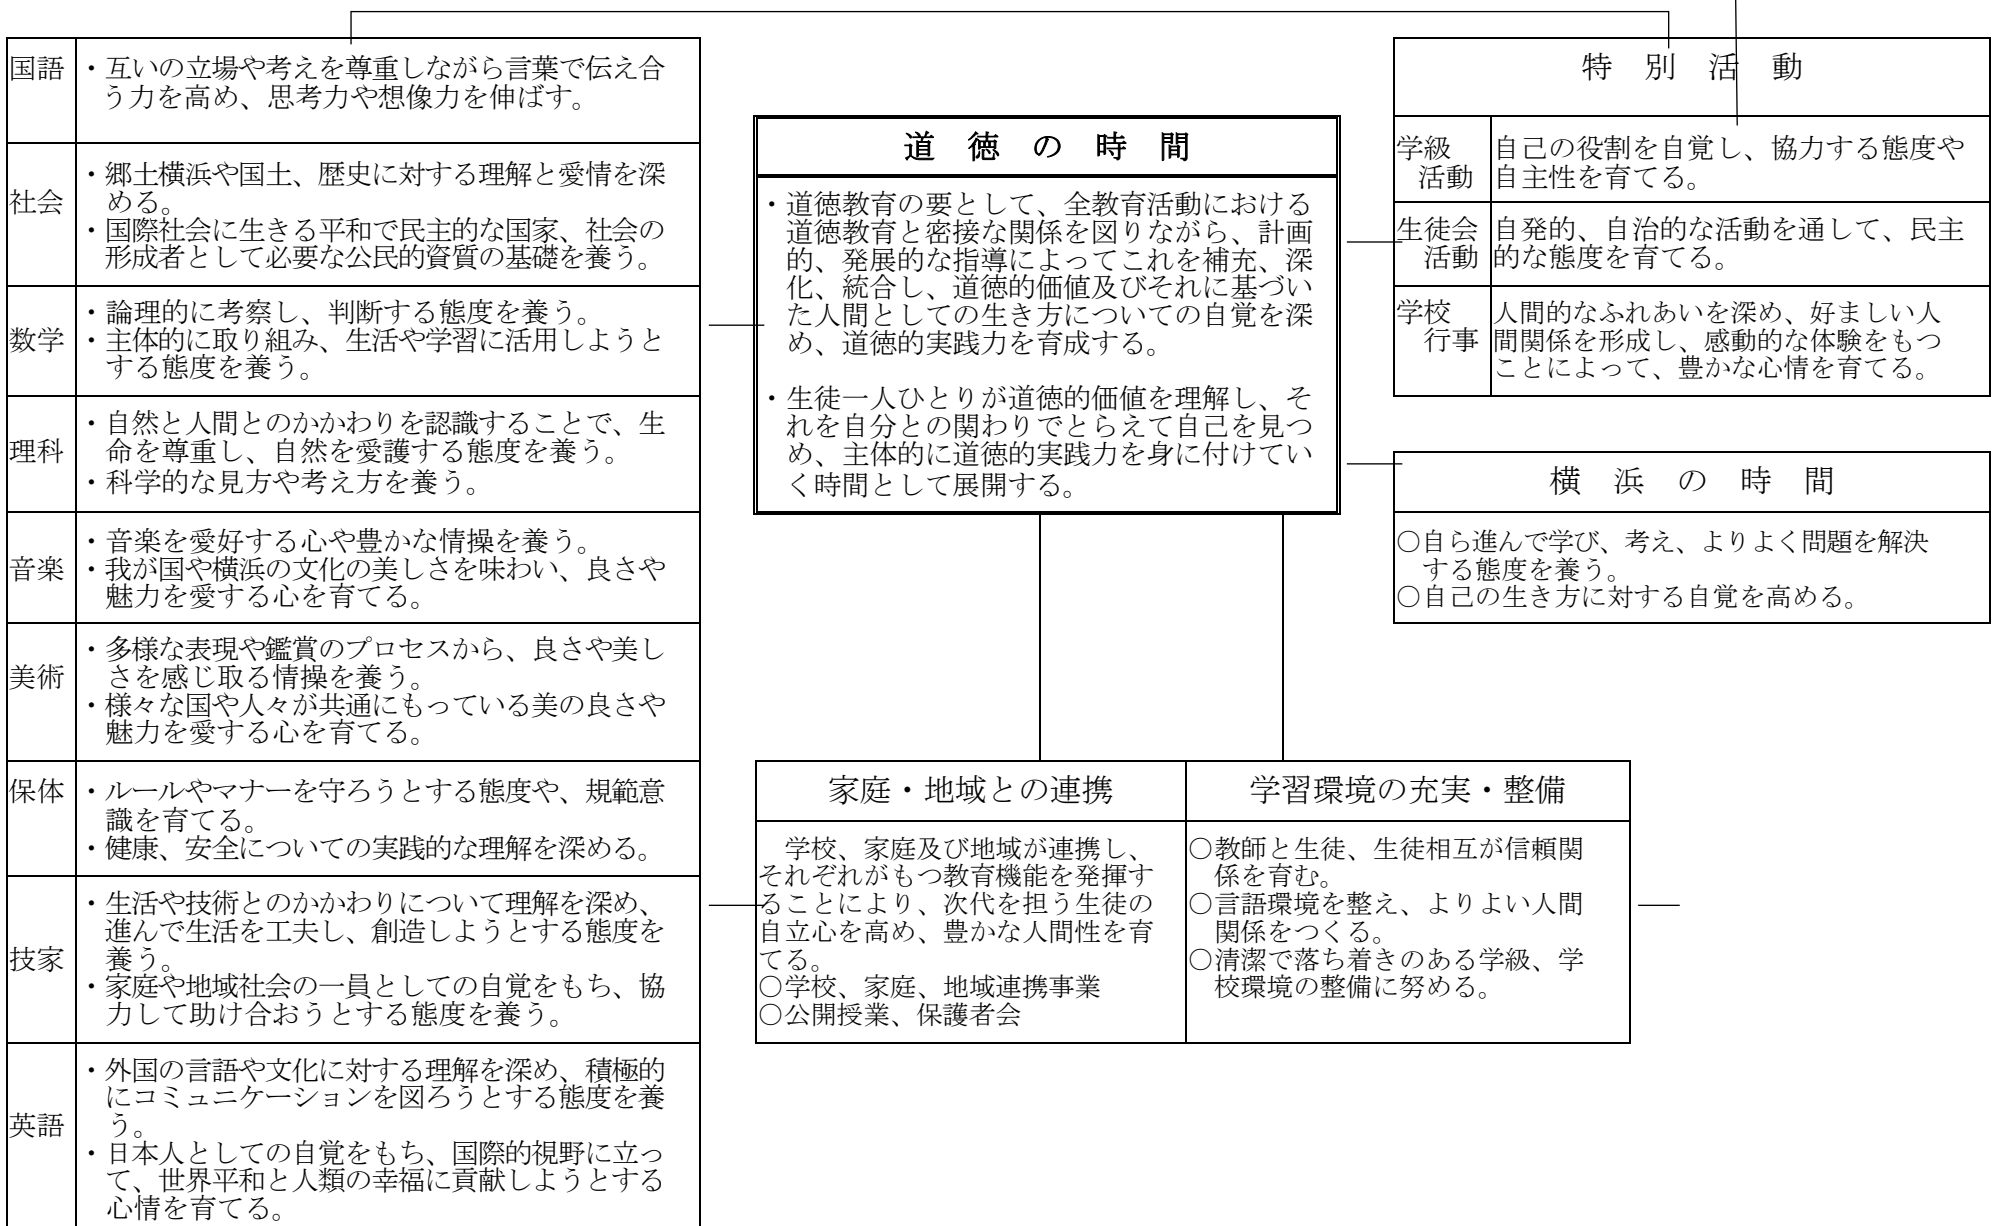 国語
・互いの立場や考えを尊重しながら言葉で伝え合
う力を高め、思考力や想像力を伸ばす。
社会
・郷土横浜や国土、歴史に対する理解と愛情を深
める。
・国際社会に生きる平和で民主的な国家、社会の
形成者として必要な公民的資質の基礎を養う。
数学
・論理的に考察し、判断する態度を養う。
・主体的に取り組み、生活や学習に活用しようと
する態度を養う。
理科
・自然と人間とのかかわりを認識することで、生
命を尊重し、自然を愛護する態度を養う。
・科学的な見方や考え方を養う。
音楽
・音楽を愛好する心や豊かな情操を養う。
・我が国や横浜の文化の美しさを味わい、良さや
魅力を愛する心を育てる。
美術
・多様な表現や鑑賞のプロセスから、良さや美し
さを感じ取る情操を養う。
・様々な国や人々が共通にもっている美の良さや
魅力を愛する心を育てる。
保体
・ルールやマナーを守ろうとする態度や、規範意
識を育てる。
・健康、安全についての実践的な理解を深める。
技家
・生活や技術とのかかわりについて理解を深め、
進んで生活を工夫し、創造しようとする態度を
養う。
・家庭や地域社会の一員としての自覚をもち、協
力して助け合おうとする態度を養う。
英語
・外国の言語や文化に対する理解を深め、積極的
にコミュニケーションを図ろうとする態度を養
う。
・日本人としての自覚をもち、国際的視野に立っ
て、世界平和と人類の幸福に貢献しようとする
心情を育てる。
道　徳　の　時　間
・道徳教育の要として、全教育活動における
道徳教育と密接な関係を図りながら、計画
的、発展的な指導によってこれを補充、深
化、統合し、道徳的価値及びそれに基づい
た人間としての生き方についての自覚を深
め、道徳的実践力を育成する。
・生徒一人ひとりが道徳的価値を理解し、そ
れを自分との関わりでとらえて自己を見つ
め、主体的に道徳的実践力を身に付けてい
く時間として展開する。
特　別　活　動
学級
活動
自己の役割を自覚し、協力する態度や
自主性を育てる。
生徒会
活動
自発的、自治的な活動を通して、民主
的な態度を育てる。
学校
行事
人間的なふれあいを深め、好ましい人
間関係を形成し、感動的な体験をもつ
ことによって、豊かな心情を育てる。
横　浜　の　時　間
○自ら進んで学び、考え、よりよく問題を解決
する態度を養う。
○自己の生き方に対する自覚を高める。
家庭・地域との連携
学校、家庭及び地域が連携し、
それぞれがもつ教育機能を発揮す
ることにより、次代を担う生徒の
自立心を高め、豊かな人間性を育
てる。
○学校、家庭、地域連携事業
○公開授業、保護者会
学習環境の充実・整備
○教師と生徒、生徒相互が信頼関
係を育む。
○言語環境を整え、よりよい人間
関係をつくる。
○清潔で落ち着きのある学級、学
校環境の整備に努める。